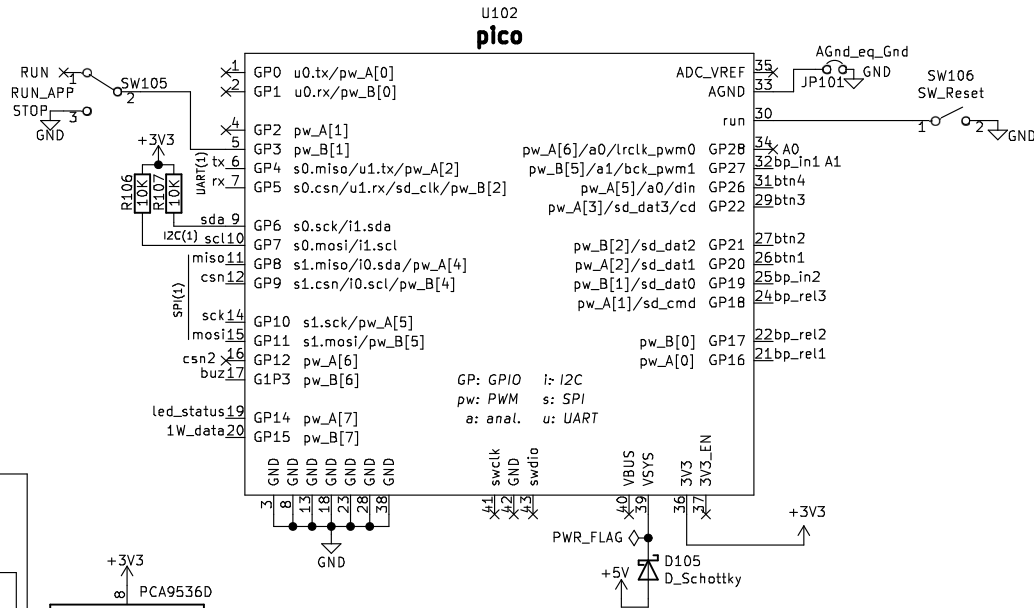 U102
pico
RUN
1
SW105
RUN_APP
2
STOP
3
GND
+3V3
R106
10K
R107
10K
1 GP0 u0.tx/pw_A[0]
2 GP1 u0.rx/pw_B[0]
4 GP2 pw_A[1]
5 GP3 pw_B[1]
UART(1)
tx 6 GP4 s0.miso/u1.tx/pw_A[2]
rx 7 GP5 s0.csn/u1.rx/sd_clk/pw_B[2]
sda 9 GP6 s0.sck/i1.sda
I2C(1)
scl 10 GP7 s0.mosi/i1.scl
miso 11 GP8 s1.miso/i0.sda/pw_A[4]
csn 12 GP9 s1.csn/i0.scl/pw_B[4]
SPI(1)
sck 14 GP10 s1.sck/pw_A[5]
mosi 15 GP11 s1.mosi/pw_B[5]
csn2 16 GP12 pw_A[6]
buz 17 G1P3 pw_B[6]
led_status 19 GP14 pw_A[7]
1W_data 20 GP15 pw_B[7]
ADC_VREF 35
AGND 33
AGnd_eq_Gnd
JP101
GND
run 30
SW106
SW_Reset
1 2
GND
pw_A[6]/a0/lrclk_pwm0 GP28 34 A0
pw_B[5]/a1/bck_pwm1 GP27 32 bp_in1 A1
pw_A[5]/a0/din GP26 31 btn4
pw_A[3]/sd_dat3/cd GP22 29 btn3
pw_B[2]/sd_dat2 GP21 27 btn2
pw_A[2]/sd_dat1 GP20 26 btn1
pw_B[1]/sd_dat0 GP19 25 bp_in2
pw_A[1]/sd_cmd GP18 24 bp_rel3
pw_B[0] GP17 22 bp_rel2
pw_A[0] GP16 21 bp_rel1
GP: GPIO i: I2C
pw: PWM s: SPI
a: anal. u: UART
GND GND GND GND GND GND GND
3 8 13 18 23 28 38
GND
swclk GND swdio
41 42 43
VBUS VSYS 3V3 3V3_EN
40 39 36 37
+3V3
PWR_FLAG
D105
D_Schottky
+5V
+3V3
8
PCA9536D